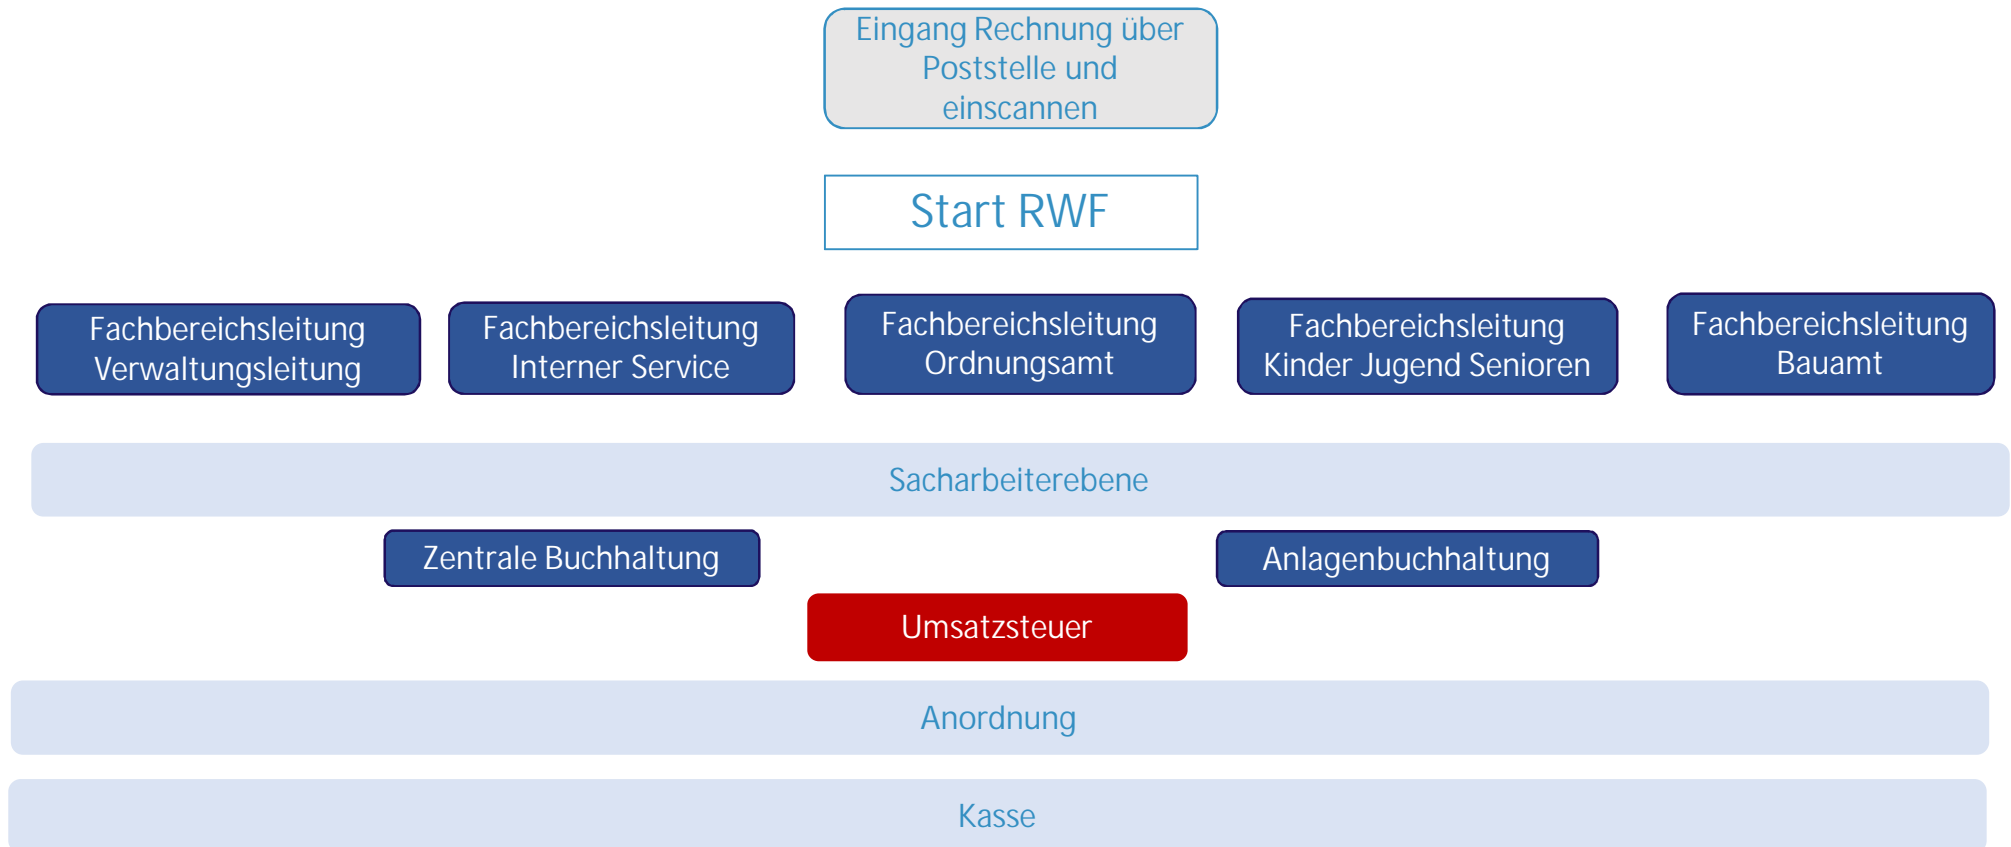 Eingang Rechnung über
Poststelle und
einscannen
Start RWF
Fachbereichsleitung
Verwaltungsleitung
Fachbereichsleitung
Interner Service
Fachbereichsleitung
Ordnungsamt
Fachbereichsleitung
Kinder Jugend Senioren
Fachbereichsleitung
Bauamt
Sacharbeiterebene
Zentrale Buchhaltung
Anlagenbuchhaltung
Umsatzsteuer
Anordnung
Kasse